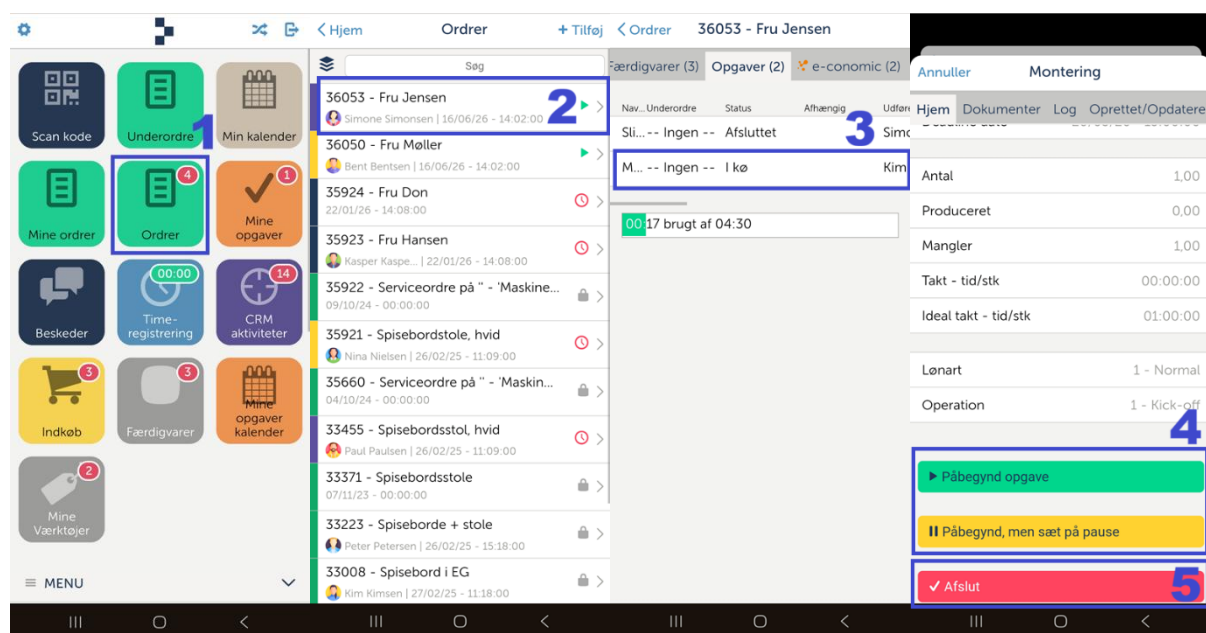 Scan kode
Underordre
Min kalender
1
Mine ordrer
4
Ordrer
1
Mine
opgaver
Beskeder
00:00
Time-
registrering
14
CRM
aktiviteter
3
Indkøb
3
Færdigvarer
Mine
opgaver
kalender
2
Mine
Værktøjer
MENU
Hjem
Ordrer
+ Tilføj
Søg
36053 - Fru Jensen
Simone Simonsen | 16/06/26 - 14:02:00
2
36050 - Fru Møller
Bent Bentsen | 16/06/26 - 14:02:00
35924 - Fru Don
22/01/26 - 14:08:00
35923 - Fru Hansen
Kasper Kaspe... | 22/01/26 - 14:08:00
35922 - Serviceordre på '' - 'Maskine...
09/10/24 - 00:00:00
35921 - Spisebordstole, hvid
Nina Nielsen | 26/02/25 - 11:09:00
35660 - Serviceordre på '' - 'Maskin...
04/10/24 - 00:00:00
33455 - Spisebordsstol, hvid
Paul Paulsen | 26/02/25 - 11:09:00
33371 - Spisebordsstole
07/11/23 - 00:00:00
33223 - Spiseborde + stole
Peter Petersen | 26/02/25 - 15:18:00
33008 - Spisebord i EG
Kim Kimsen | 27/02/25 - 11:18:00
Ordrer
36053 - Fru Jensen
Færdigvarer (3) Opgaver (2) e-conomic (2)
Nav... Underordre Status Afhængig Udføre
3
Sli... -- Ingen -- Afsluttet Simo
M... -- Ingen -- I kø Kim
00:17 brugt af 04:30
Annuller
Montering
Hjem Dokumenter Log Oprettet/Opdatere
Antal 1,00
Produceret 0,00
Mangler 1,00
Takt - tid/stk 00:00:00
Ideal takt - tid/stk 01:00:00
Lønart 1 - Normal
Operation 1 - Kick-off
4
Påbegynd opgave
Påbegynd, men sæt på pause
Afslut
5